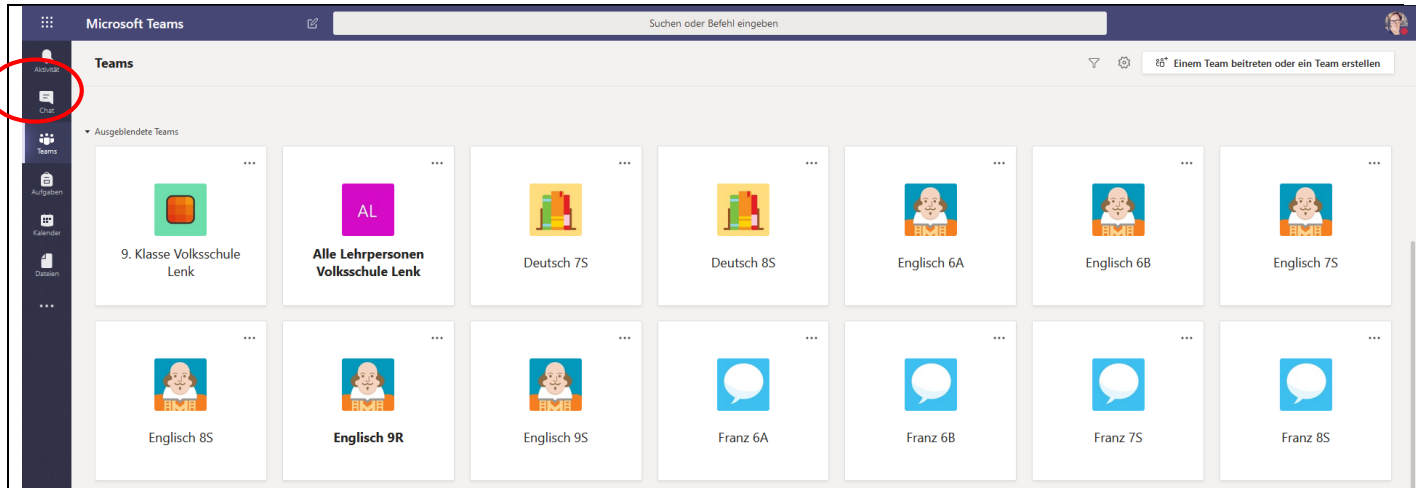 Microsoft Teams
Suchen oder Befehl eingeben
Aktivität
Chat
Teams
Aufgaben
Kalender
Dateien
Teams
Einem Team beitreten oder ein Team erstellen
Ausgeblendete Teams
9. Klasse Volksschule
Lenk
AL
Alle Lehrpersonen
Volksschule Lenk
Deutsch 7S
Deutsch 8S
Englisch 6A
Englisch 6B
Englisch 7S
Englisch 8S
Englisch 9R
Englisch 9S
Franz 6A
Franz 6B
Franz 7S
Franz 8S